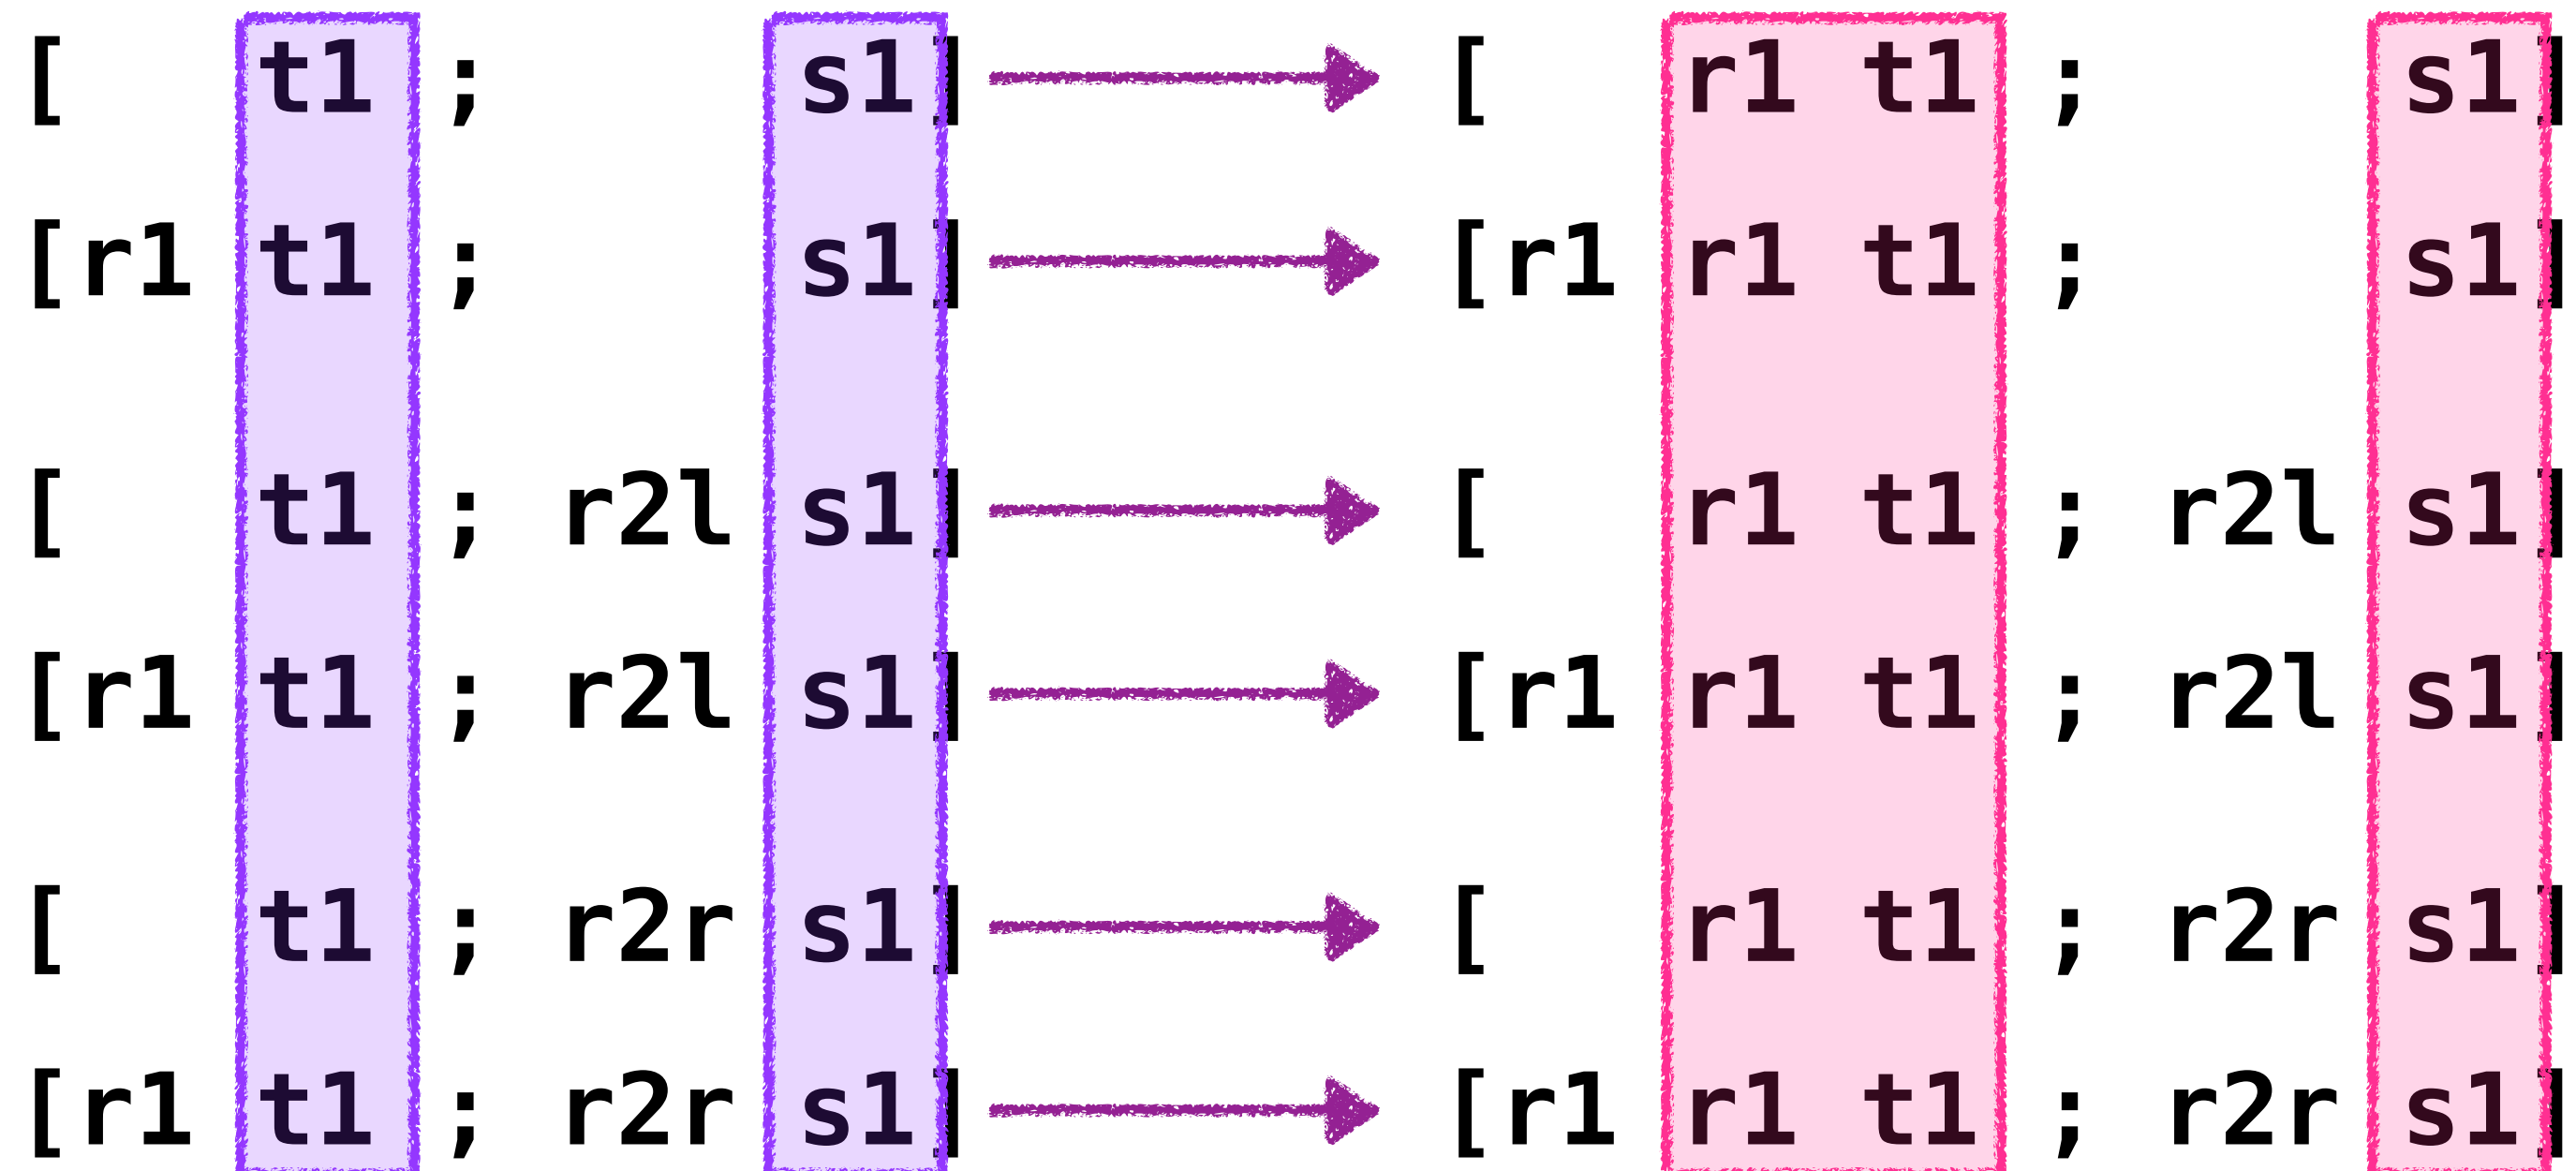 [ t1 ; s1] [ r1 t1 ; s1]
[r1 t1 ; s1] [r1 r1 t1 ; s1]
[ t1 ; r2l s1] [ r1 t1 ; r2l s1]
[r1 t1 ; r2l s1] [r1 r1 t1 ; r2l s1]
[ t1 ; r2r s1] [ r1 t1 ; r2r s1]
[r1 t1 ; r2r s1] [r1 r1 t1 ; r2r s1]